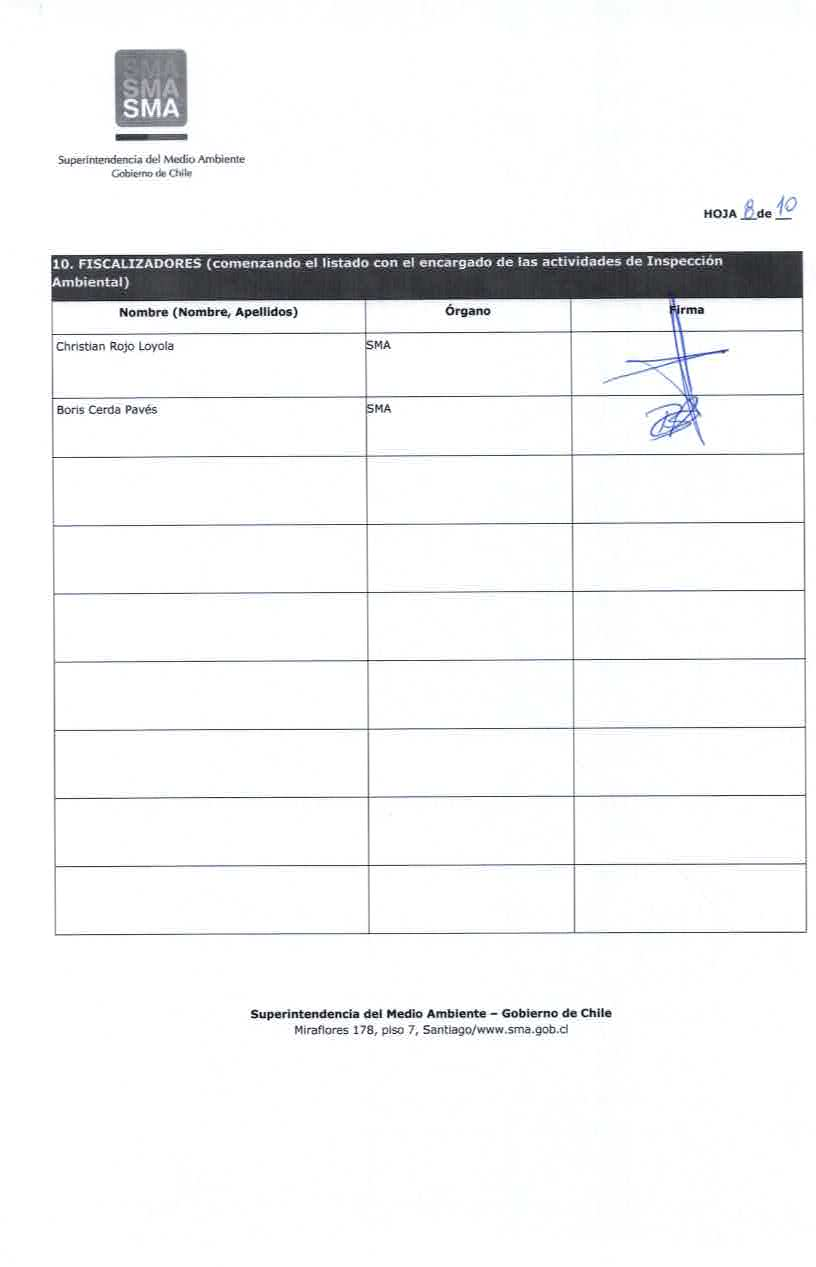 SMA
SMA
SMA
Superintendencia del Medio Ambiente
Gobierno de Chile
HOJA 8 de 10
10. FISCALIZADORES (comenzando el listado con el encargado de las actividades de Inspección
Ambiental)
Nombre (Nombre, Apellidos) Órgano Firma
Christian Rojo Loyola SMA
Boris Cerda Pavés SMA
Superintendencia del Medio Ambiente – Gobierno de Chile
Miraflores 178, piso 7, Santiago/www.sma.gob.cl